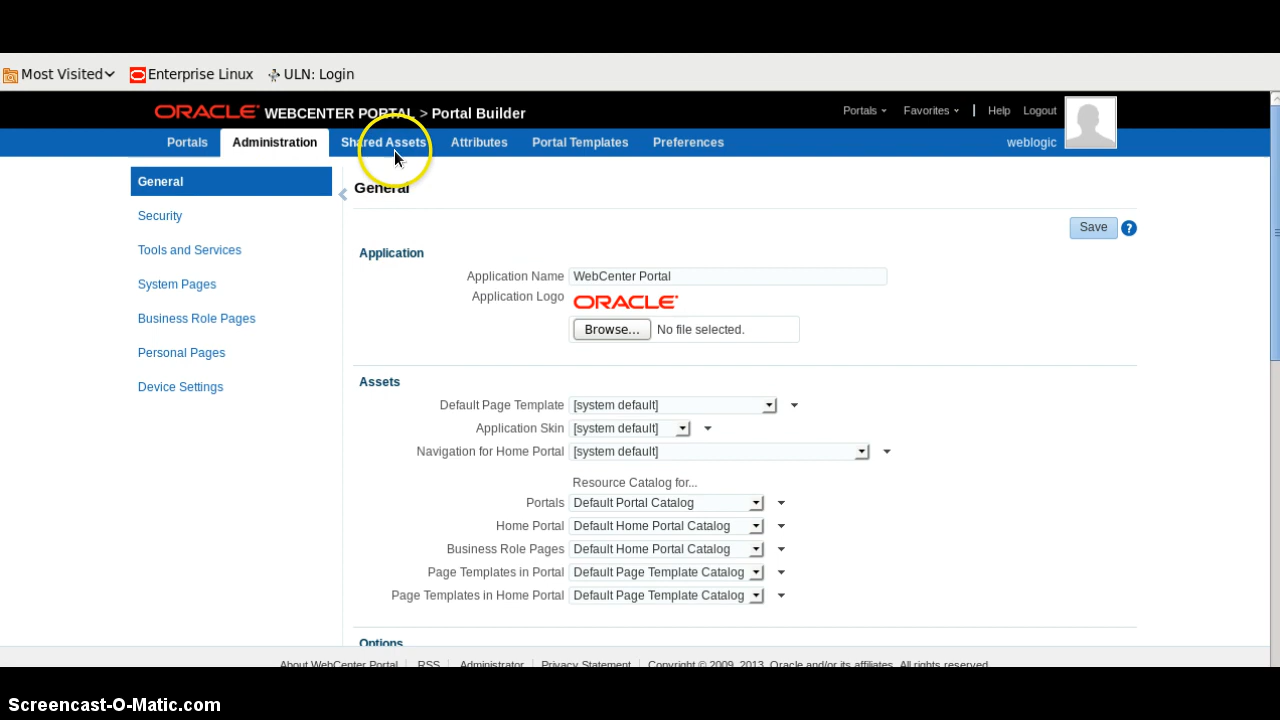 Most Visited Enterprise Linux ULN: Login
ORACLE WEBCENTER PORTAL > Portal Builder Portals Favorites Help Logout
Portals Administration Shared Assets Attributes Portal Templates Preferences weblogic
General
Security
Tools and Services
System Pages
Business Role Pages
Personal Pages
Device Settings
General
Save ?
Application
Application Name WebCenter Portal
Application Logo ORACLE
Browse... No file selected.
Assets
Default Page Template [system default]
Application Skin [system default]
Navigation for Home Portal [system default]
Resource Catalog for...
Portals Default Portal Catalog
Home Portal Default Home Portal Catalog
Business Role Pages Default Home Portal Catalog
Page Templates in Portal Default Page Template Catalog
Page Templates in Home Portal Default Page Template Catalog
Options
About WebCenter Portal RSS Administrator Privacy Statement Copyright © 2009, 2013, Oracle and/or its affiliates. All rights reserved.
Screencast-O-Matic.com